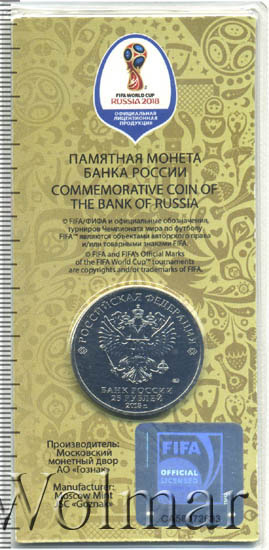 FIFA WORLD CUP
RUSSIA 2018
ОФИЦИАЛЬНАЯ
ЛИЦЕНЗИОННАЯ
ПРОДУКЦИЯ
ПАМЯТНАЯ МОНЕТА
БАНКА РОССИИ
COMMEMORATIVE COIN OF
THE BANK OF RUSSIA
© FIFA/ФИФА и официальные обозначения,
турниров Чемпионата мира по футболу
FIFA™ являются объектами авторского права
и/или товарными знаками FIFA.
© FIFA and FIFA's Official Marks
of the FIFA World Cup™ tournaments
are copyrights and/or trademarks of FIFA.
РОССИЙСКАЯ ФЕДЕРАЦИЯ
БАНК РОССИИ
25 РУБЛЕЙ
2018 г.
Производитель:
Московский
монетный двор
АО «Гознак»
Manufacturer:
Moscow Mint
JSC «Goznak»
FIFA
OFFICIAL
LICENSED
Wolmar